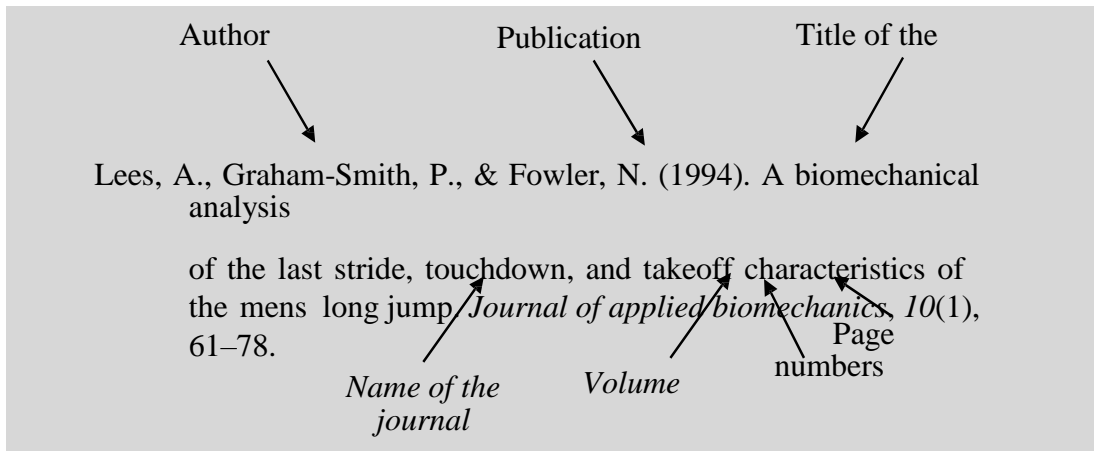 Author Publication Title of the
Lees, A., Graham-Smith, P., & Fowler, N. (1994). A biomechanical
analysis
of the last stride, touchdown, and takeoff characteristics of
the mens long jump. Journal of applied biomechanics, 10(1),
61–78.
Page
numbers
Name of the
journal
Volume